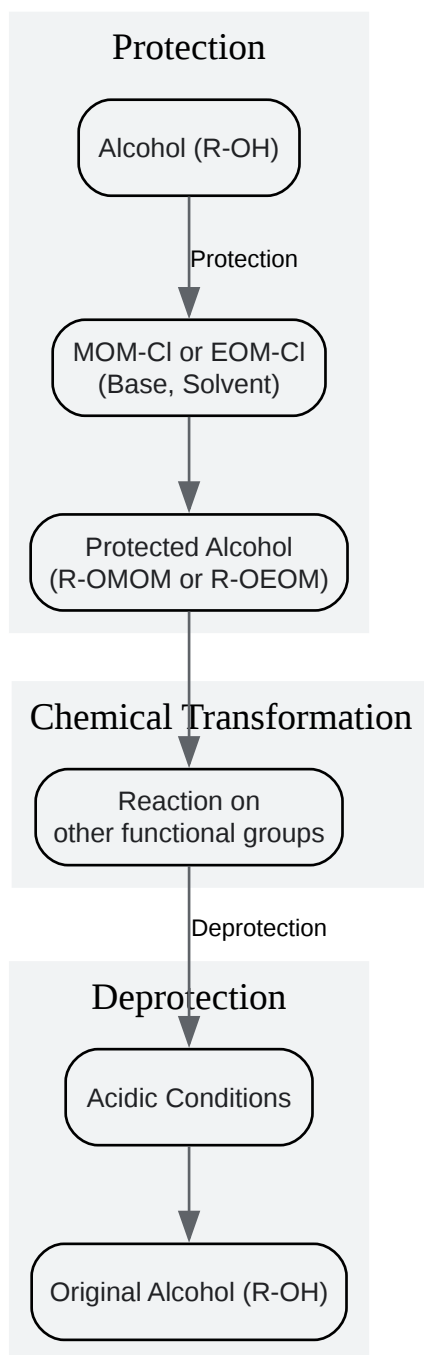 Protection
Alcohol (R-OH)
Protection
MOM-Cl or EOM-Cl
(Base, Solvent)
Protected Alcohol
(R-OMOM or R-OEOM)
Chemical Transformation
Reaction on
other functional groups
Deprotection
Deprotection
Acidic Conditions
Original Alcohol (R-OH)